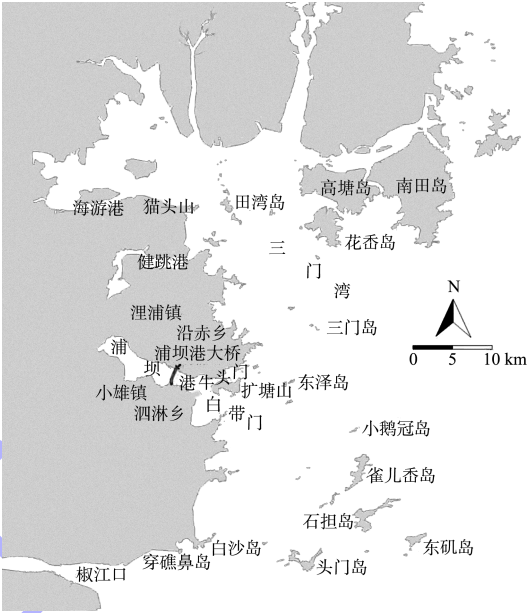 高塘岛
南田岛
海游港
猫头山
田湾岛
三门湾
花岙岛
健跳港
N
浬浦镇
三门岛
沿赤乡
浦坝港大桥
0 5 10 km
浦坝港
牛头门
小雄镇
扩塘山
东泽岛
泗淋乡
白带门
小鹅冠岛
雀儿岙岛
石担岛
白沙岛
东矶岛
穿礁鼻岛
头门岛
椒江口